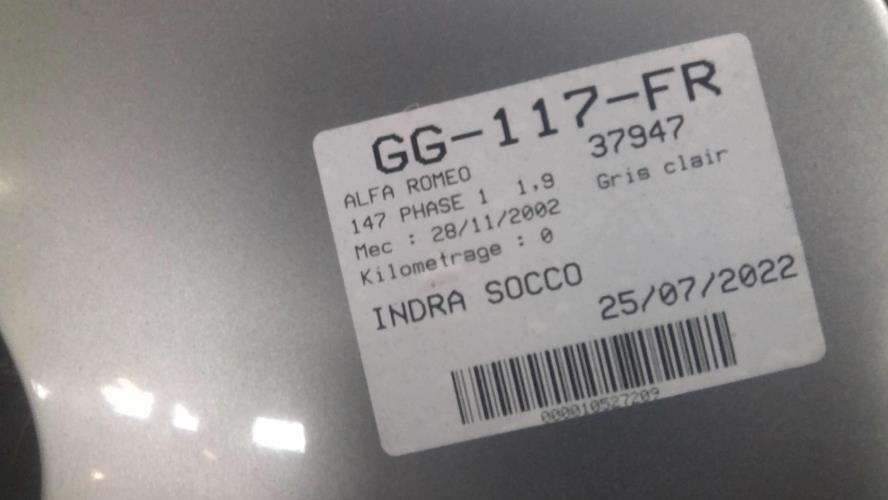 GG-117-FR
ALFA ROMEO 37947
147 PHASE 1 1,9 Gris clair
Mec : 28/11/2002
Kilometrage : 0
INDRA SOCCO 25/07/2022
000010527209